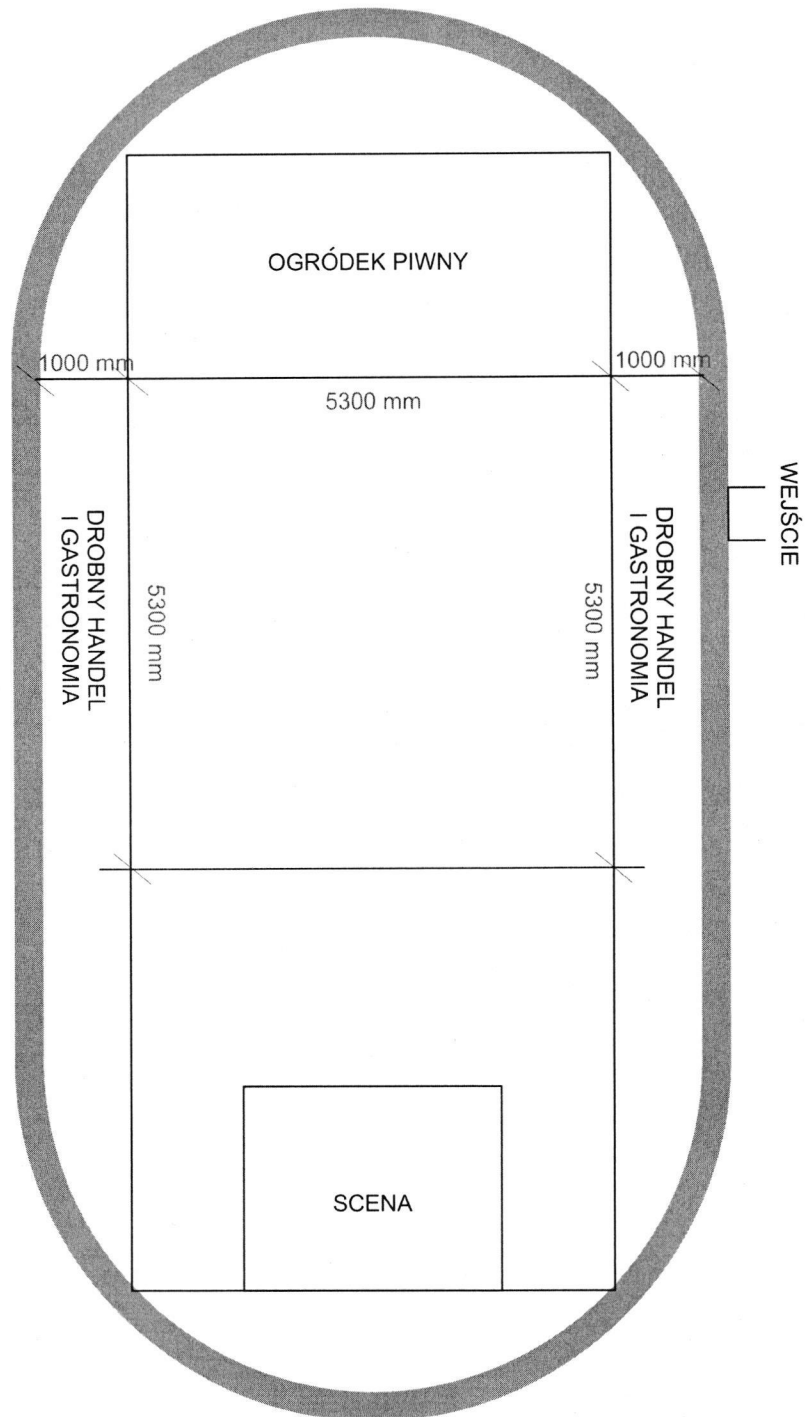 OGRÓDEK PIWNY
1000 mm
1000 mm
5300 mm
WEJŚCIE
DROBNY HANDEL
I GASTRONOMIA
5300 mm
5300 mm
DROBNY HANDEL
I GASTRONOMIA
SCENA